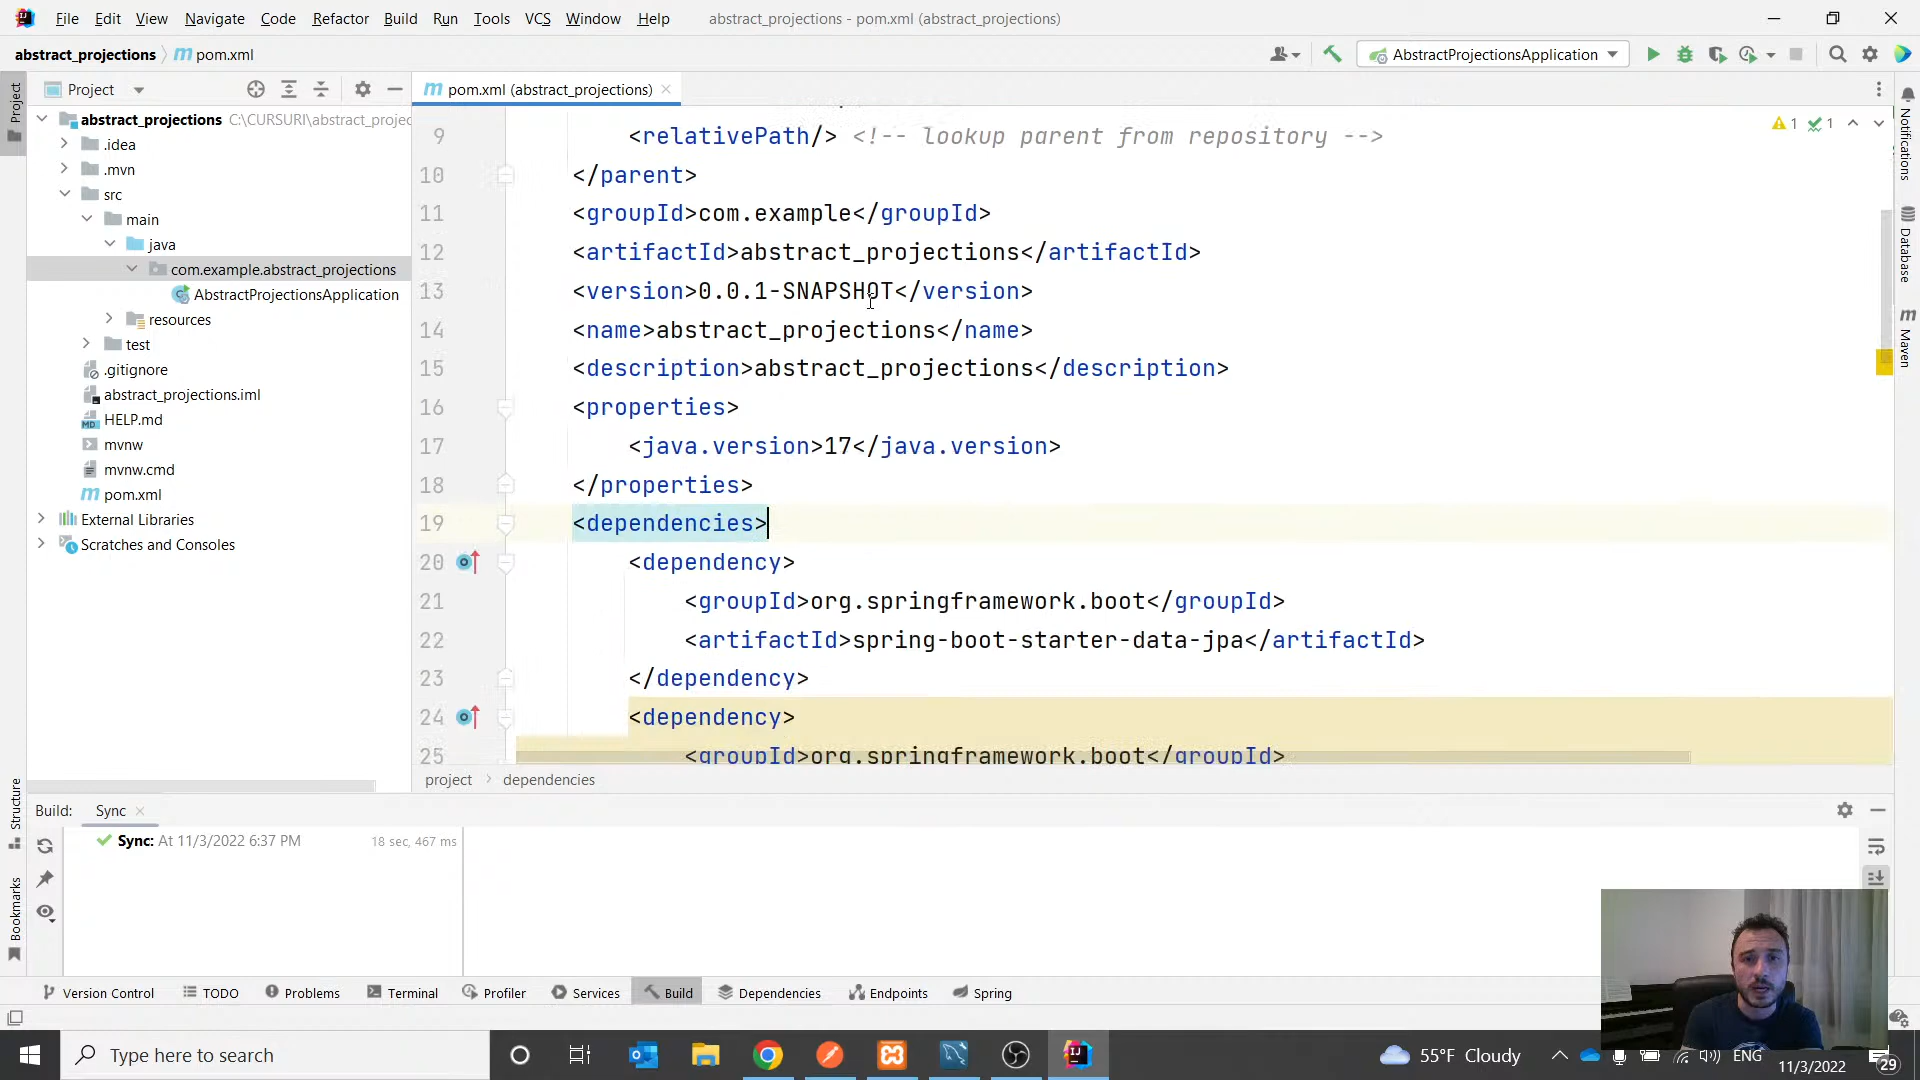 File Edit View Navigate Code Refactor Build Run Tools VCS Window Help abstract_projections - pom.xml (abstract_projections)
abstract_projections pom.xml AbstractProjectionsApplication
Project pom.xml (abstract_projections)
abstract_projections C:\CURSURI\abstract_projec
.idea
.mvn
src
main
java
com.example.abstract_projections
AbstractProjectionsApplication
resources
test
.gitignore
abstract_projections.iml
HELP.md
mvnw
mvnw.cmd
pom.xml
External Libraries
Scratches and Consoles
Project
Structure
Bookmarks
9 <relativePath/> <!-- lookup parent from repository -->
10 </parent>
11 <groupId>com.example</groupId>
12 <artifactId>abstract_projections</artifactId>
13 <version>0.0.1-SNAPSHOT</version>
14 <name>abstract_projections</name>
15 <description>abstract_projections</description>
16 <properties>
17 <java.version>17</java.version>
18 </properties>
19 <dependencies>
20 <dependency>
21 <groupId>org.springframework.boot</groupId>
22 <artifactId>spring-boot-starter-data-jpa</artifactId>
23 </dependency>
24 <dependency>
25 <groupId>org.springframework.boot</groupId>
1 1
Notifications
Database
Maven
project dependencies
Build: Sync
Sync: At 11/3/2022 6:37 PM 18 sec, 467 ms
Version Control TODO Problems Terminal Profiler Services Build Dependencies Endpoints Spring
Type here to search 55°F Cloudy ENG
11/3/2022 29